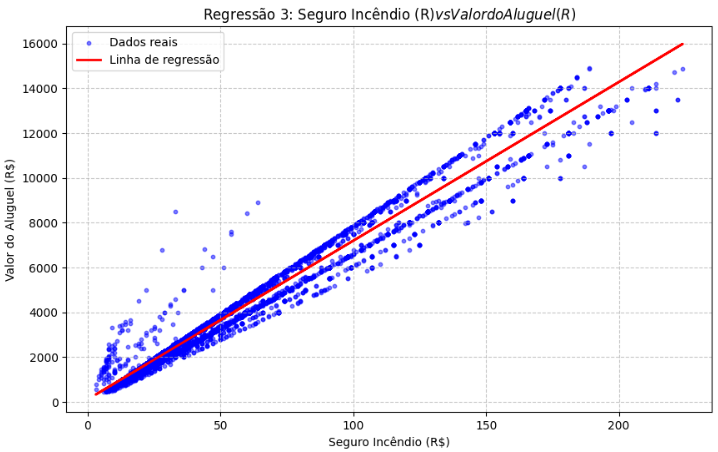 Regressão 3: Seguro Incêndio (R)vsValordoAluguel(R)
16000
14000
12000
10000
8000
6000
4000
2000
0
Valor do Aluguel (R$)
Dados reais
Linha de regressão
0 50 100 150 200
Seguro Incêndio (R$)